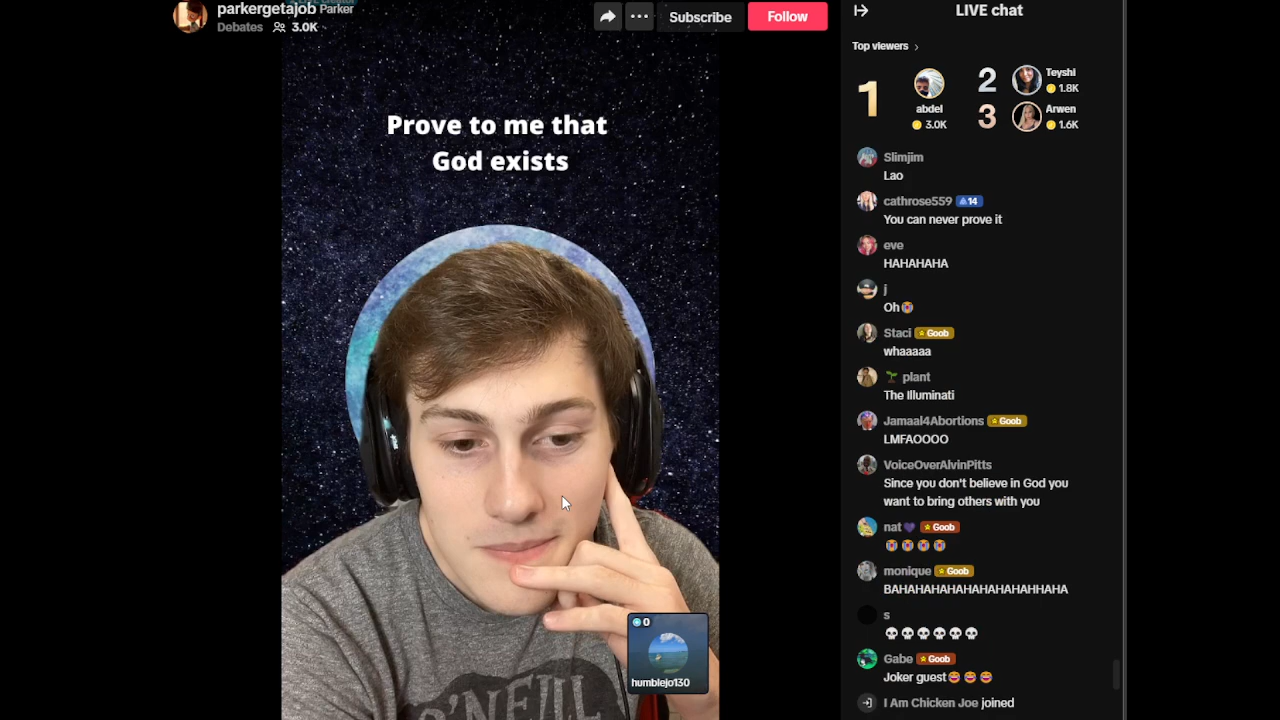 parkergetajob Parker
Debates 3.0K
Subscribe
Follow
Prove to me that
God exists
0
humblejo130
O'NEILL
LIVE chat
Top viewers
1
abdel
3.0K
2
Teyshi
1.8K
3
Arwen
1.6K
Slimjim
Lao
cathrose559 14
You can never prove it
eve
HAHAHAHA
j
Oh😭
Staci Goob
whaaaaa
🌱 plant
The Illuminati
Jamaal4Abortions Goob
LMFAOOOO
VoiceOverAlvinPitts
Since you don't believe in God you
want to bring others with you
nat💜 Goob
😭😭😭😭
monique Goob
BAHAHAHAHAHAHAHAHAHHAHA
s
💀💀💀💀💀💀
Gabe Goob
Joker guest😂😂😂
I Am Chicken Joe joined